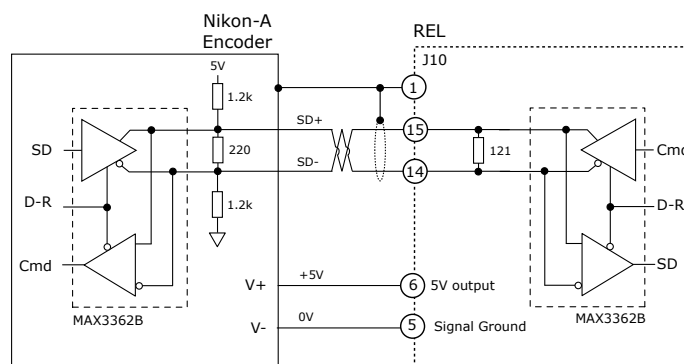 Nikon-A
Encoder
REL
J10
5V
1.2k
1
SD+
15
SD
220
121
Cmd
SD-
14
D-R
D-R
1.2k
Cmd
SD
V+
+5V
6
5V output
MAX3362B
MAX3362B
V-
0V
5
Signal Ground